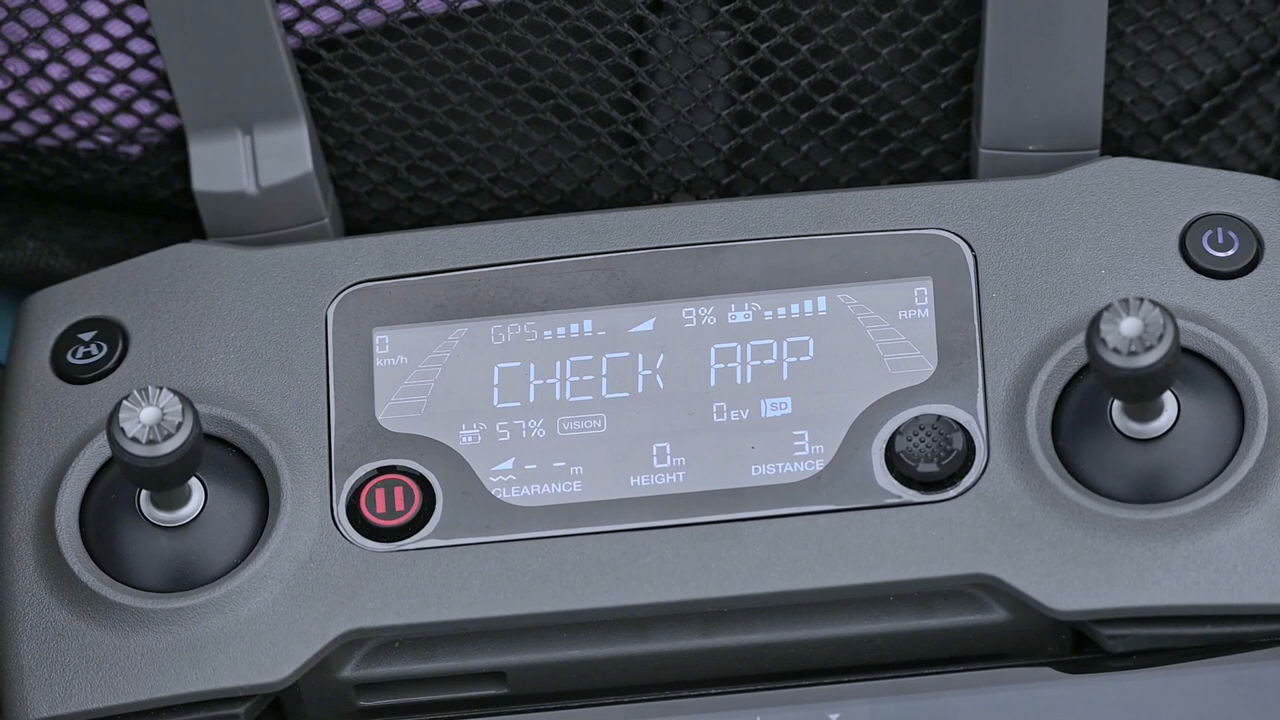 0
km/h
GPS
9%
0
RPM
CHECK APP
57%
VISION
0 EV
SD
- - m
CLEARANCE
0m
HEIGHT
3m
DISTANCE
H